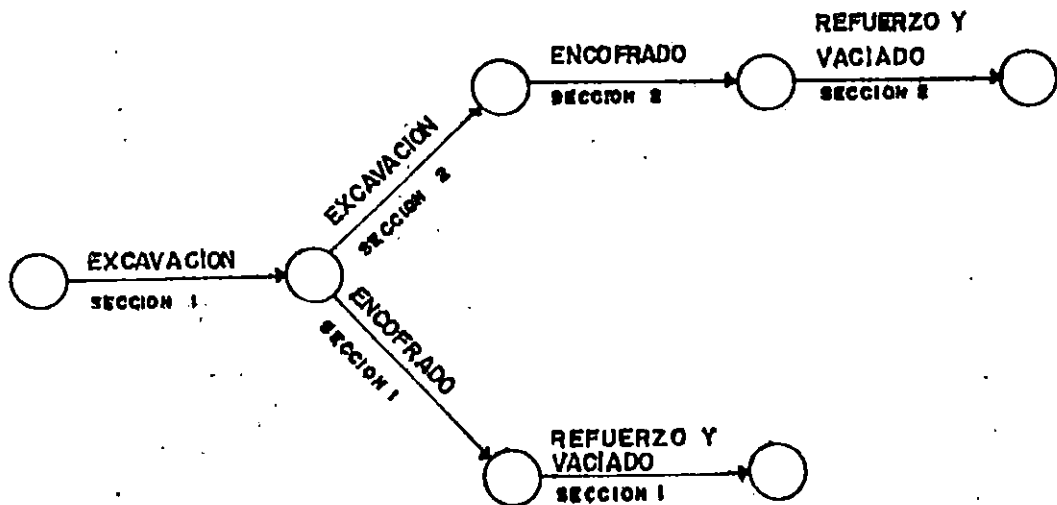 REFUERZO Y
VACIADO
SECCION 2
ENCOFRADO
SECCION 2
EXCAVACION
SECCION 2
EXCAVACION
SECCION 1
ENCOFRADO
SECCION 1
REFUERZO Y
VACIADO
SECCION 1